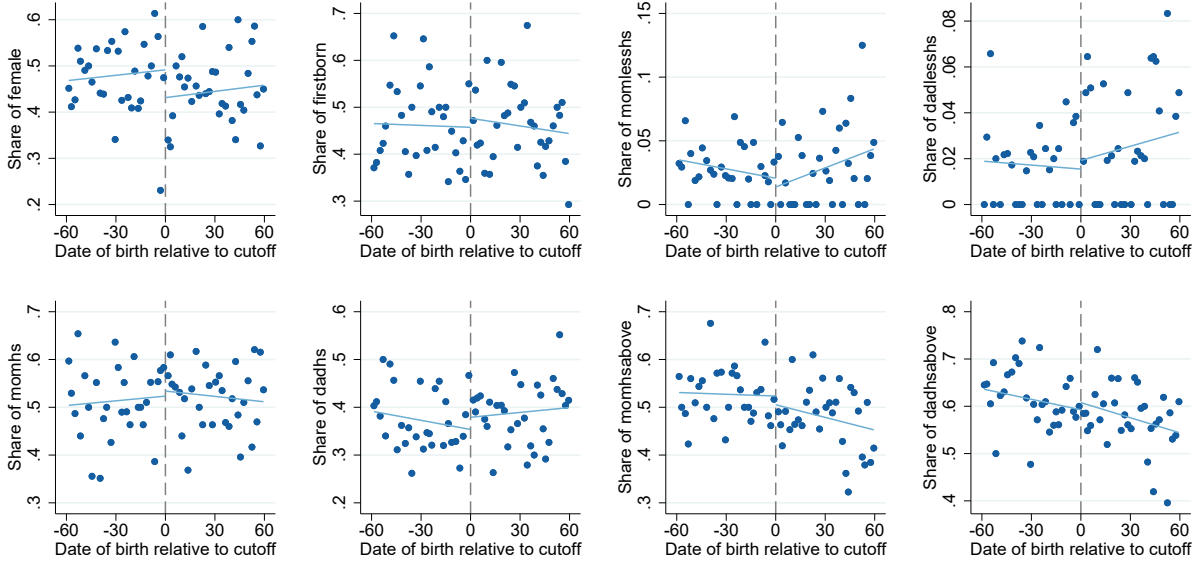 Share of female
.2 .3 .4 .5 .6
-60 -30 0 30 60
Date of birth relative to cutoff
Share of firstborn
.3 .4 .5 .6 .7
-60 -30 0 30 60
Date of birth relative to cutoff
Share of momlesshs
0 .05 .1 .15
-60 -30 0 30 60
Date of birth relative to cutoff
Share of dadlesshs
0 .02 .04 .06 .08
-60 -30 0 30 60
Date of birth relative to cutoff
Share of momhs
.3 .4 .5 .6 .7
-60 -30 0 30 60
Date of birth relative to cutoff
Share of dadhs
.2 .3 .4 .5 .6
-60 -30 0 30 60
Date of birth relative to cutoff
Share of momhsabove
.3 .4 .5 .6 .7
-60 -30 0 30 60
Date of birth relative to cutoff
Share of dadhsabove
.4 .5 .6 .7 .8
-60 -30 0 30 60
Date of birth relative to cutoff